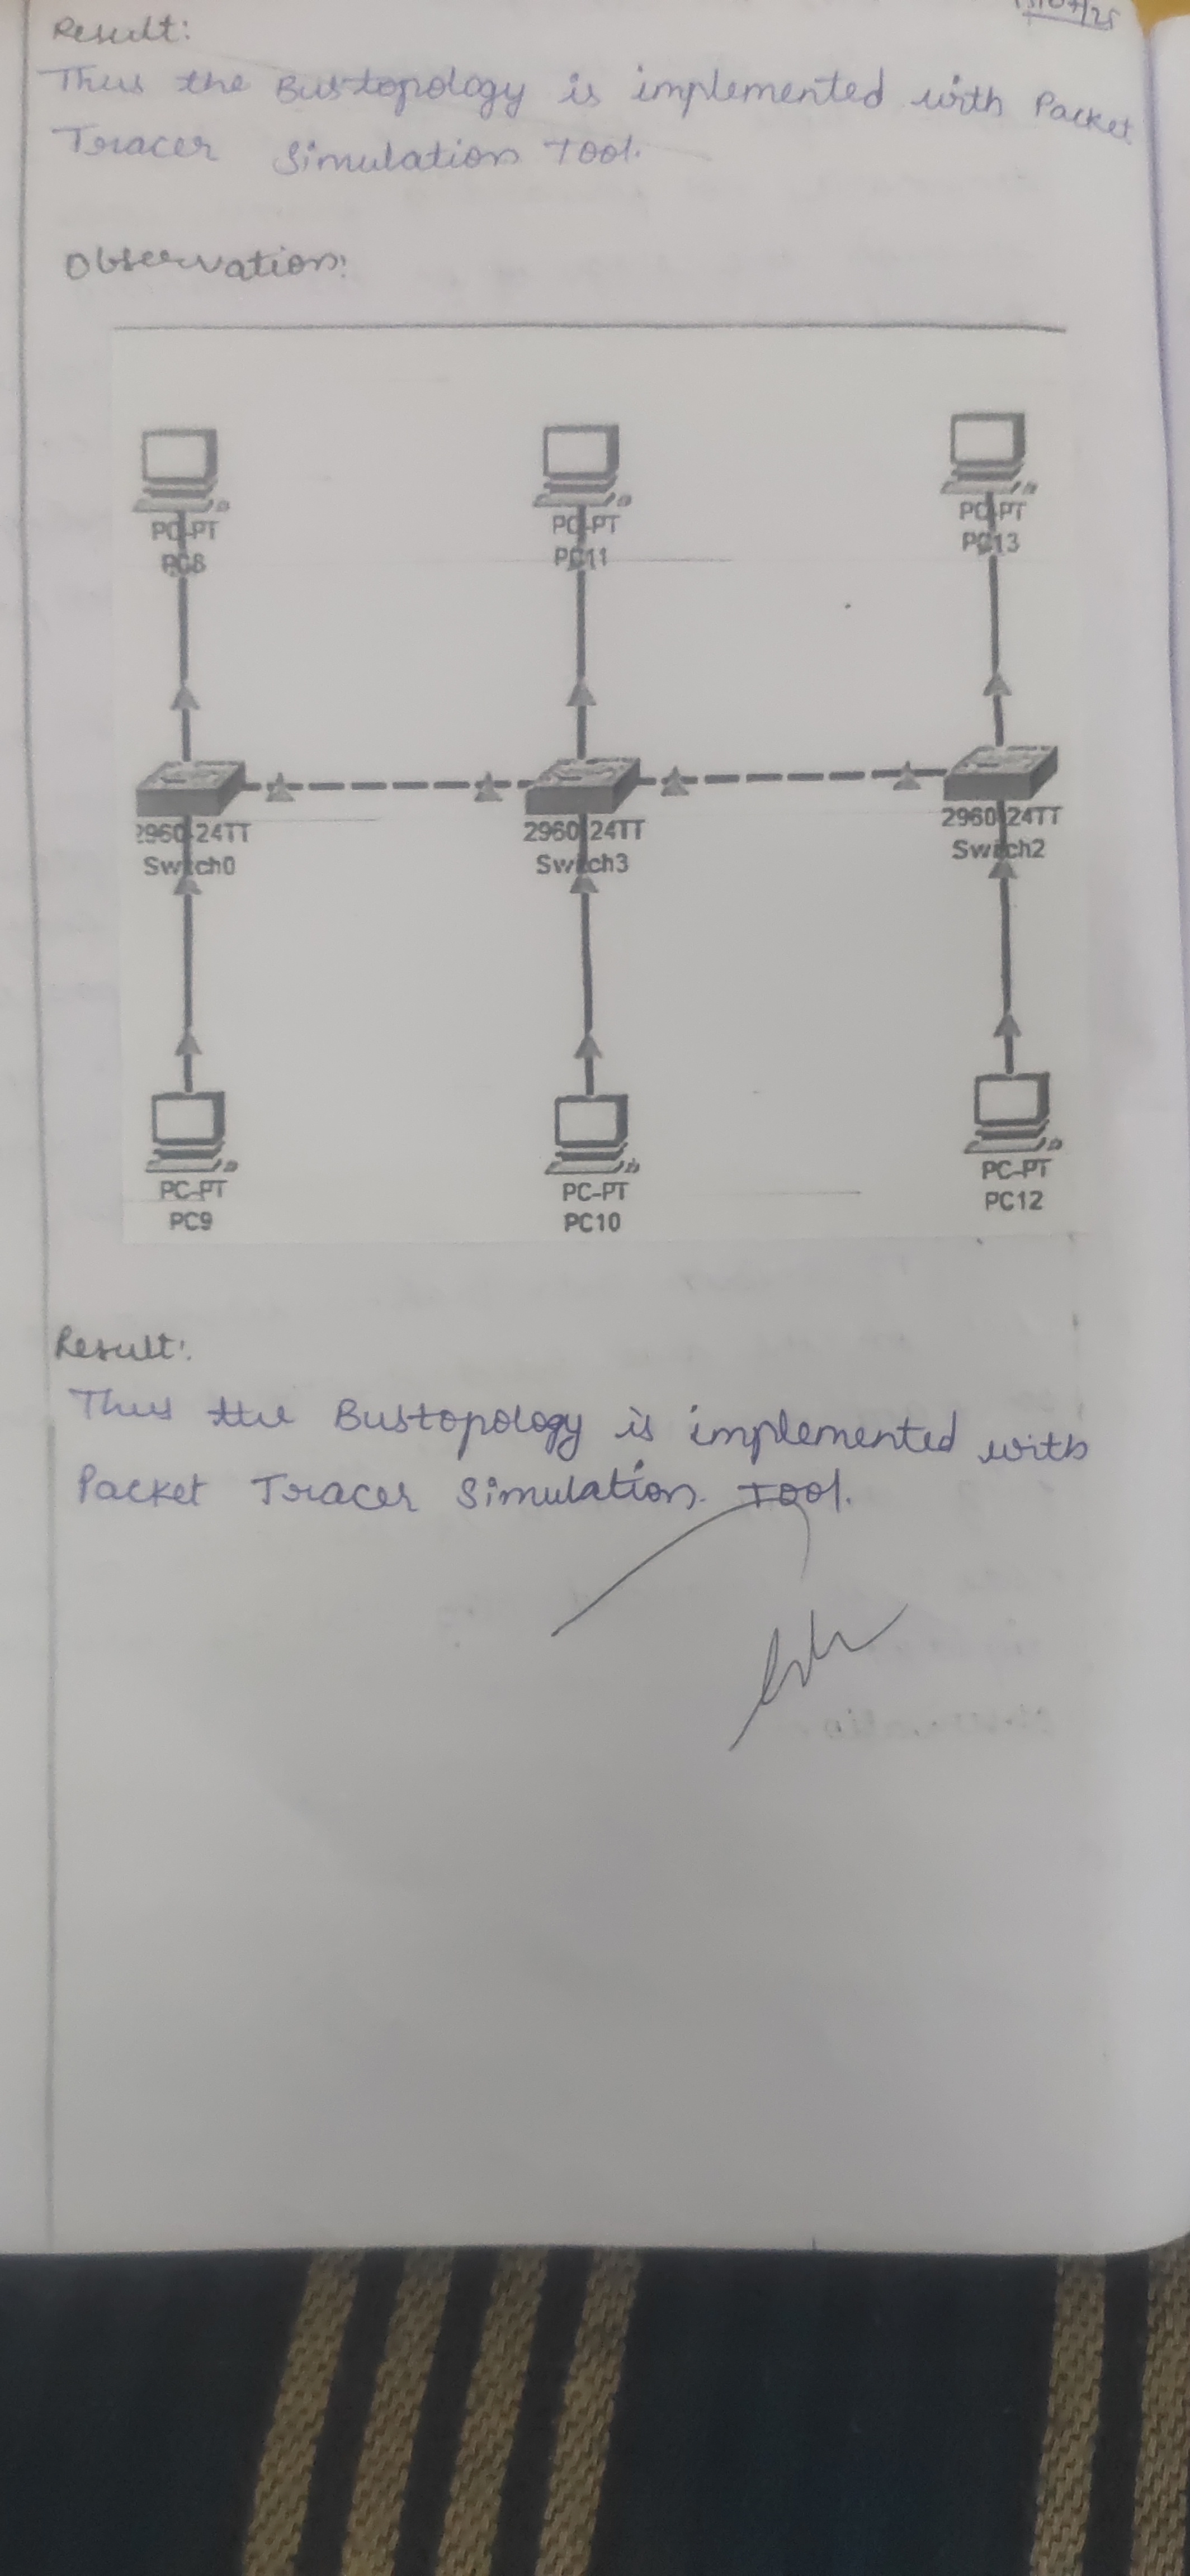 Result:
Thus the Bustopology is implemented with Packet
Tracer Simulation Tool.
Observation:
PC-PT PC-PT PC-PT
PC8 PC11 PC13
2960-24TT 2960-24TT 2960-24TT
Switch0 Switch3 Switch2
PC-PT PC-PT PC-PT
PC9 PC10 PC12
Result:
Thus the Bustopology is implemented with
Packet Tracer Simulation Tool.